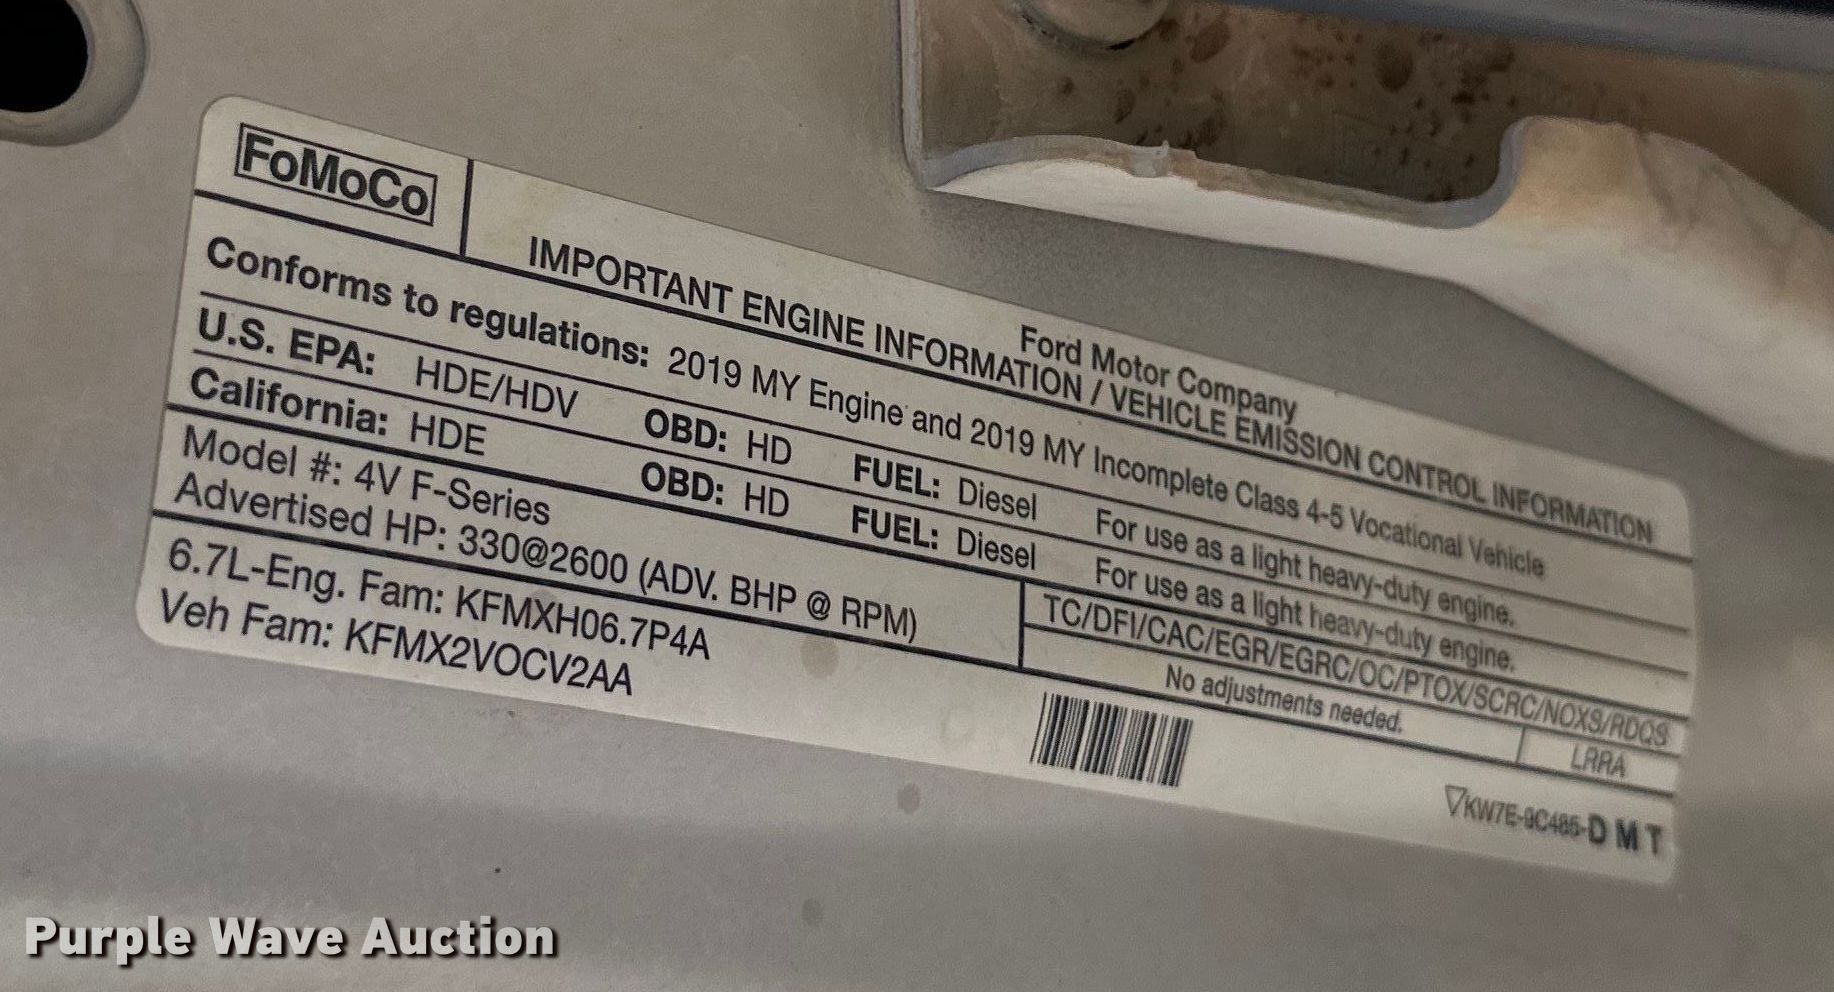 FoMoCo
Ford Motor Company
IMPORTANT ENGINE INFORMATION / VEHICLE EMISSION CONTROL INFORMATION
Conforms to regulations: 2019 MY Engine and 2019 MY Incomplete Class 4-5 Vocational Vehicle
U.S. EPA: HDE/HDV OBD: HD FUEL: Diesel For use as a light heavy-duty engine.
California: HDE OBD: HD FUEL: Diesel For use as a light heavy-duty engine.
Model #: 4V F-Series
Advertised HP: 330@2600 (ADV. BHP @ RPM)
TC/DFI/CAC/EGR/EGRC/OC/PTOX/SCRC/NOXS/RDQS
No adjustments needed.
LRRA
6.7L-Eng. Fam: KFMXH06.7P4A
Veh Fam: KFMX2VOCV2AA
KW7E-9C485-D M T
Purple Wave Auction